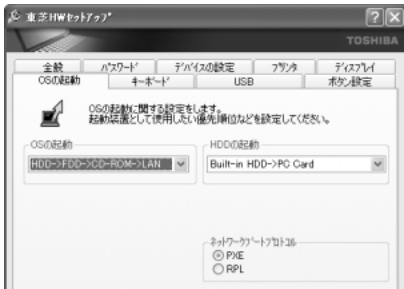 東芝HWセットアップ
TOSHIBA
全般 パスワード デバイスの設定 プリンタ ディスプレイ
OSの起動 キーボード USB ボタン設定
OSの起動に関する設定をします。
起動装置として使用したい優先順位などを設定してください。
OSの起動 HDDの起動
HDD->FDD->CD-ROM->LAN Built-in HDD->PC Card
ネットワークブートプロトコル
PXE
RPL